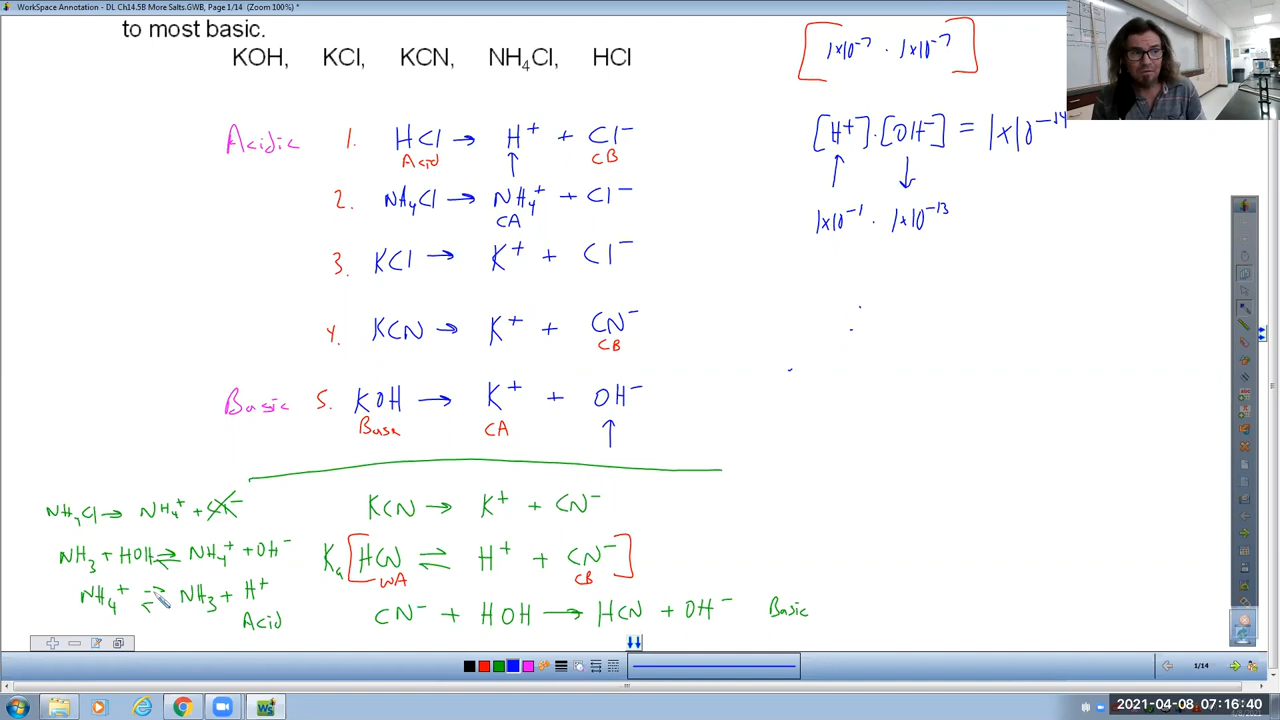 WorkSpace Annotation - DL Ch14.5B More Salts.GWB, Page 1/14 (Zoom 100%) *
to most basic.
KOH, KCl, KCN, NH₄Cl, HCl
[1x10⁻⁷ · 1x10⁻⁷]
[H⁺]·[OH⁻] = 1x10⁻¹⁴
1x10⁻¹ · 1x10⁻¹³
Acidic 1. HCl → H⁺ + Cl⁻
Acid CB
2. NH₄Cl → NH₄⁺ + Cl⁻
CA
3. KCl → K⁺ + Cl⁻
4. KCN → K⁺ + CN⁻
CB
Basic 5. KOH → K⁺ + OH⁻
Base CA
NH₄Cl → NH₄⁺ + Cl⁻
KCN → K⁺ + CN⁻
NH₃ + HOH ⇌ NH₄⁺ + OH⁻
Kₐ [HCN ⇌ H⁺ + CN⁻]
WA CB
NH₄⁺ ⇌ NH₃ + H⁺
Acid
CN⁻ + HOH → HCN + OH⁻ Basic
1/14
2021-04-08 07:16:40